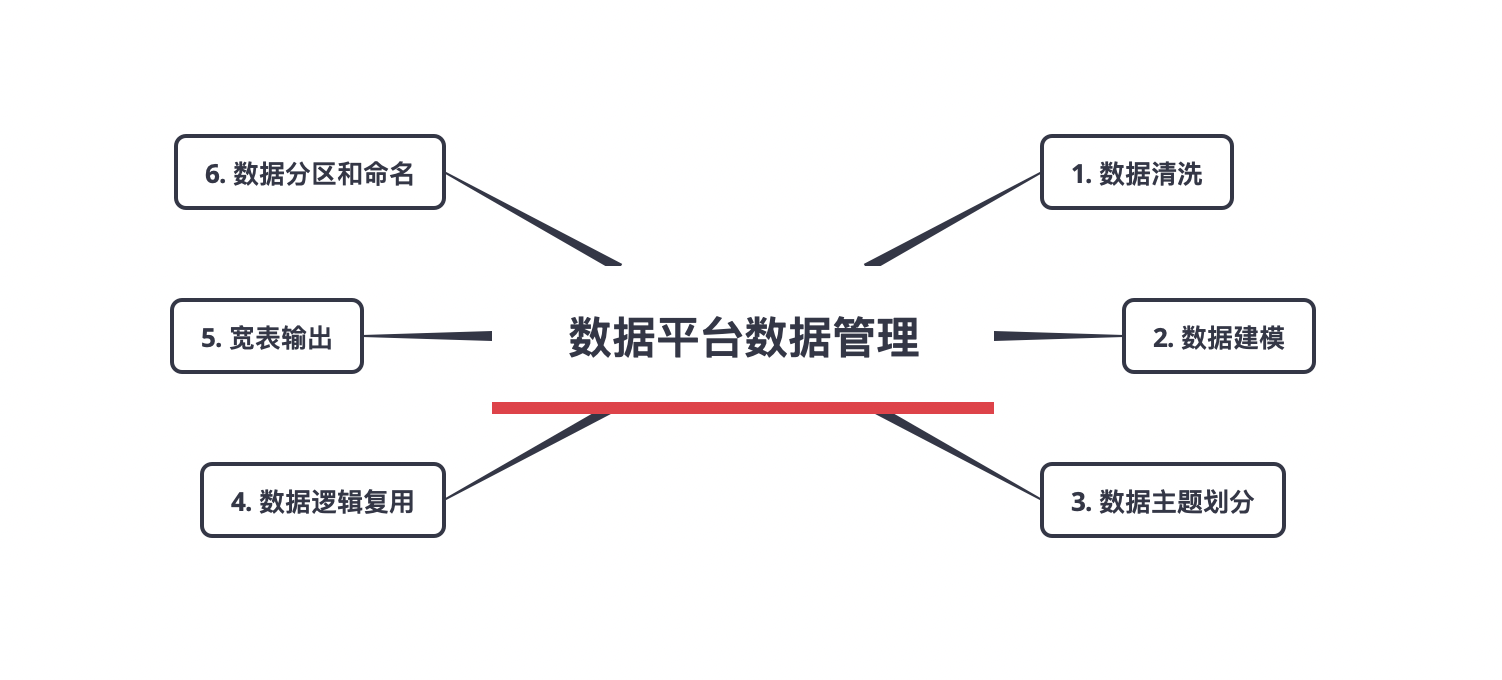 6. 数据分区和命名
1. 数据清洗
5. 宽表输出
数据平台数据管理
2. 数据建模
4. 数据逻辑复用
3. 数据主题划分